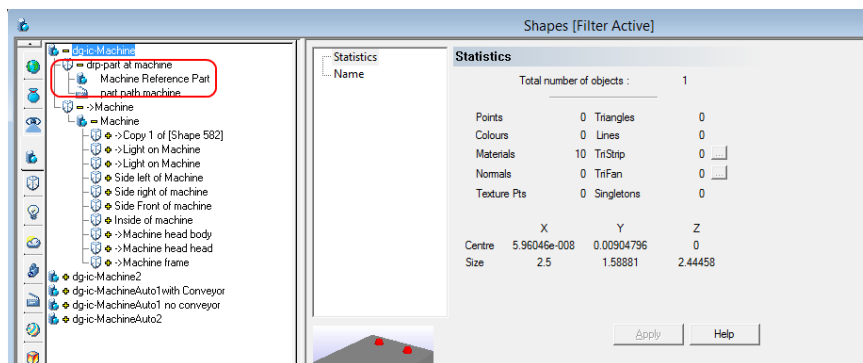 Shapes [Filter Active]
dg-ic-Machine
drp-part at machine
Machine Reference Part
part path machine
->Machine
Machine
->Copy 1 of [Shape 582]
->Light on Machine
->Light on Machine
Side left of Machine
Side right of machine
Side Front of machine
Inside of machine
->Machine head body
->Machine head head
->Machine frame
dg-ic-Machine2
dg-ic-MachineAuto1with Conveyor
dg-ic-MachineAuto1 no conveyor
dg-ic-MachineAuto2
Statistics
Name
Statistics
Total number of objects : 1
Points 0 Triangles 0
Colours 0 Lines 0
Materials 10 TriStrip 0 ...
Normals 0 TriFan 0 ...
Texture Pts 0 Singletons 0
X Y Z
Centre 5.96046e-008 0.00904796 0
Size 2.5 1.58881 2.44458
Apply Help